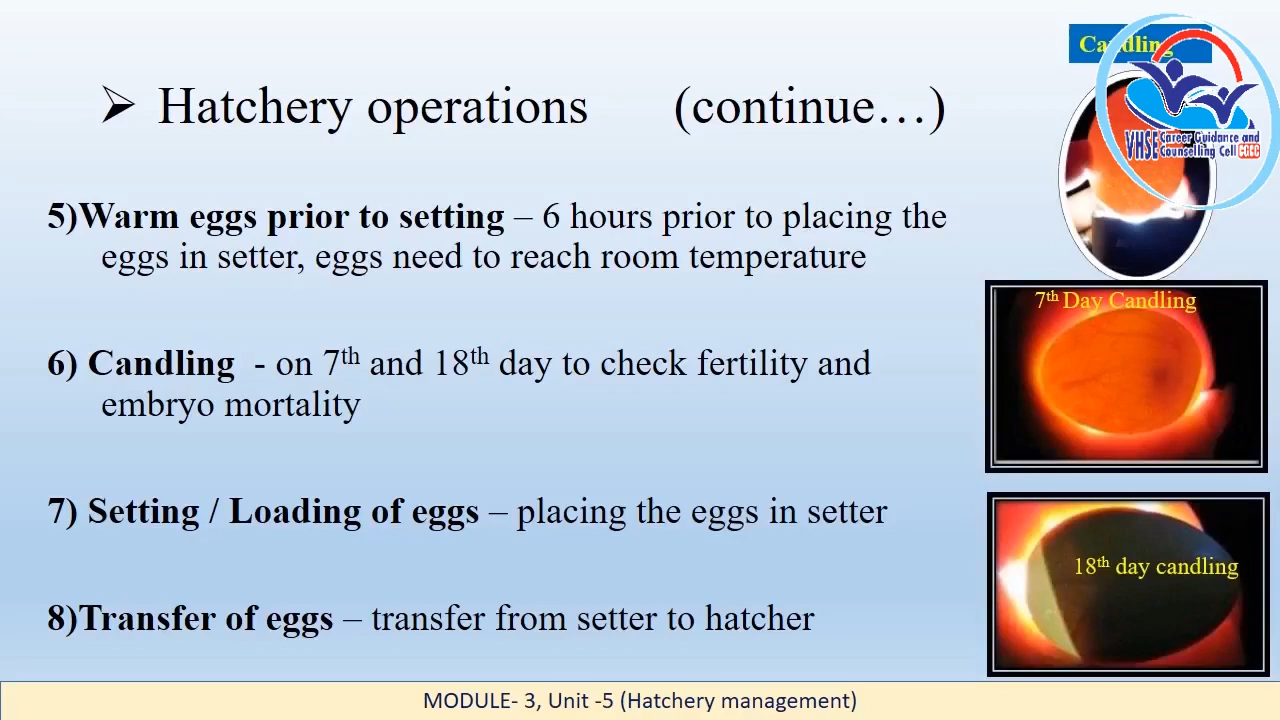 Candling
➢ Hatchery operations (continue…)
VHSE Career Guidance and
Counselling Cell CGCC
5)Warm eggs prior to setting – 6 hours prior to placing the
eggs in setter, eggs need to reach room temperature
7th Day Candling
6) Candling - on 7th and 18th day to check fertility and
embryo mortality
7) Setting / Loading of eggs – placing the eggs in setter
18th day candling
8)Transfer of eggs – transfer from setter to hatcher
MODULE- 3, Unit -5 (Hatchery management)